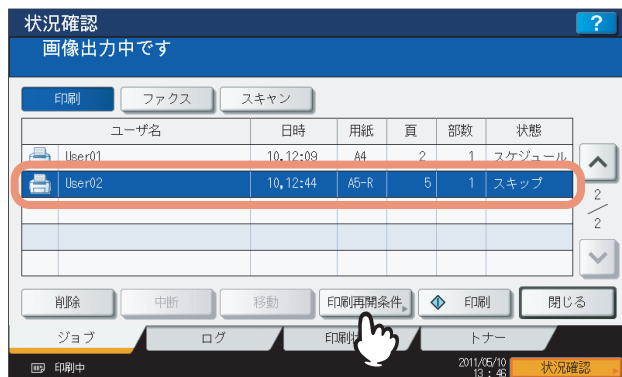 状況確認 ?
画像出力中です
印刷 ファクス スキャン
ユーザ名 日時 用紙 頁 部数 状態
User01 10,12:09 A4 2 1 スケジュール
User02 10,12:44 A5-R 5 1 スキップ
2
2
削除 中断 移動 印刷再開条件 印刷 閉じる
ジョブ ログ 印刷 トナー
印刷中 2011/05/10 状況確認
13:46